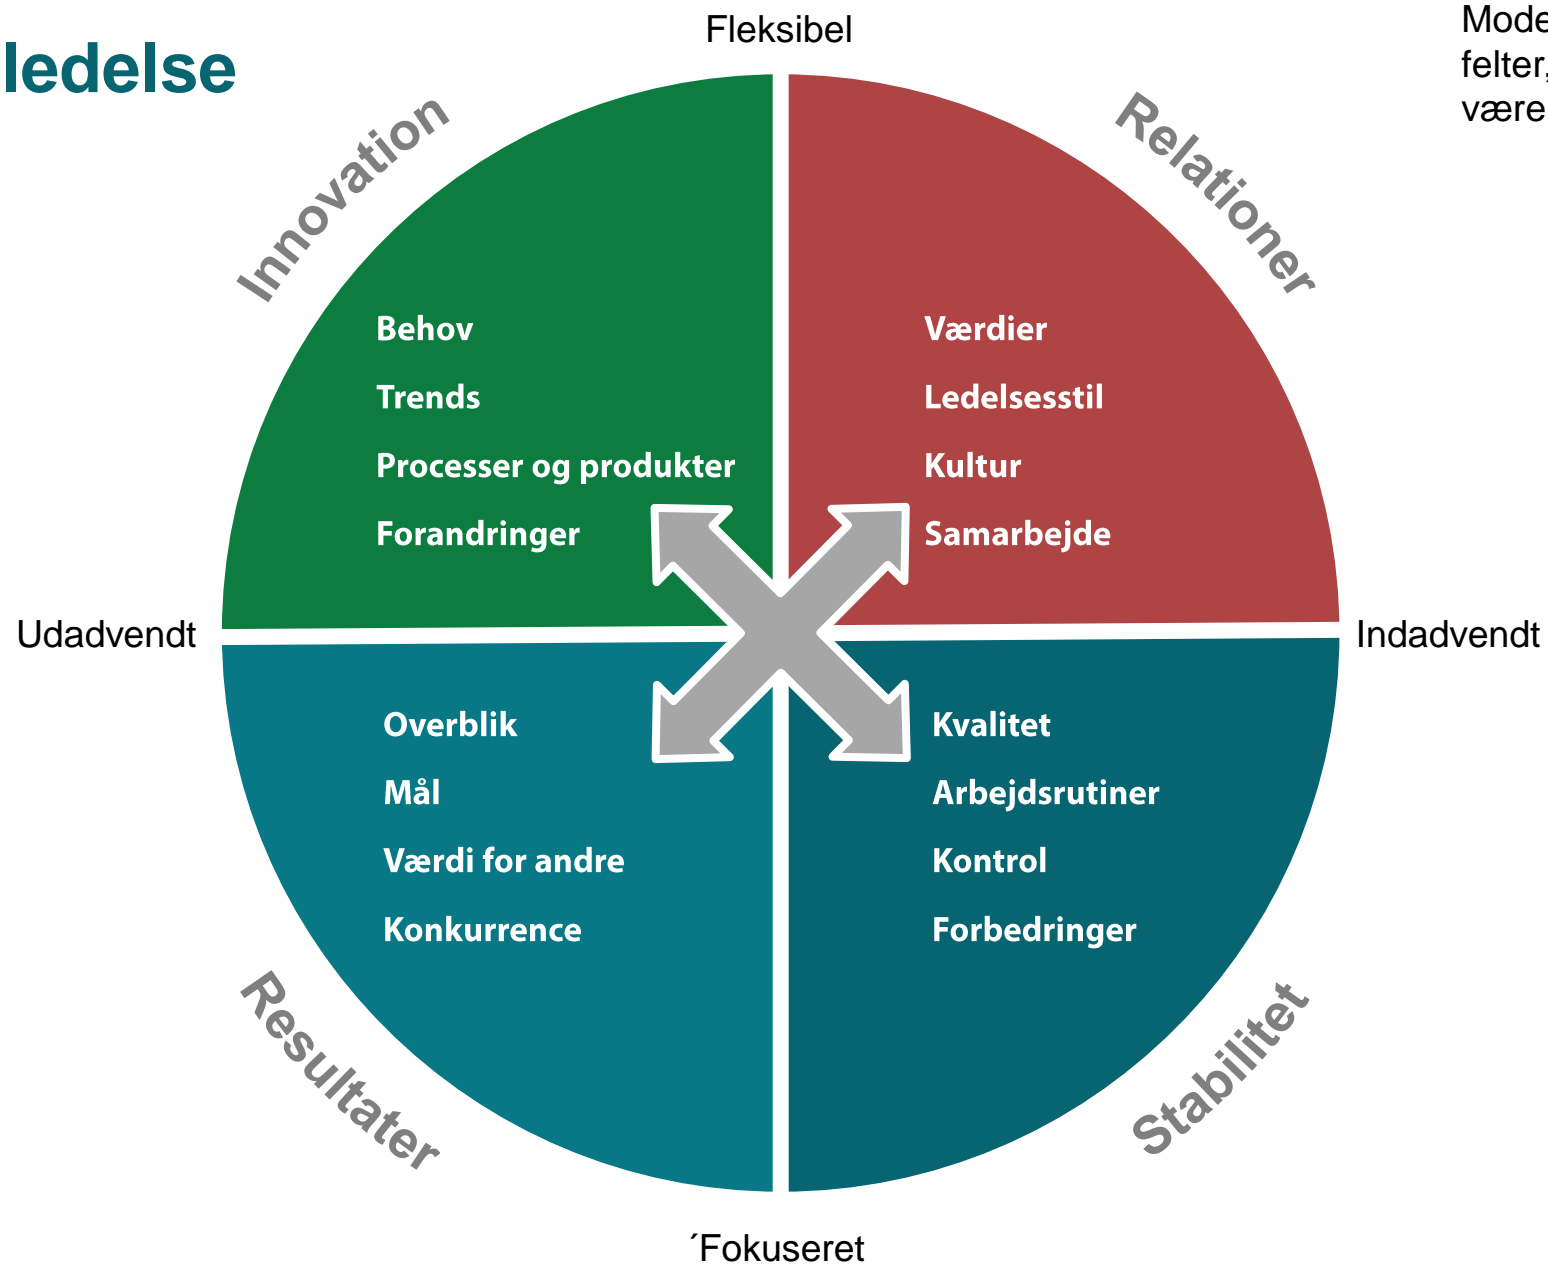 Fleksibel
ledelse
Mode
felter,
være
Innovation
Relationer
Behov
Trends
Processer og produkter
Forandringer
Værdier
Ledelsesstil
Kultur
Samarbejde
Udadvendt
Indadvendt
Overblik
Mål
Værdi for andre
Konkurrence
Kvalitet
Arbejdsrutiner
Kontrol
Forbedringer
Resultater
Stabilitet
´Fokuseret